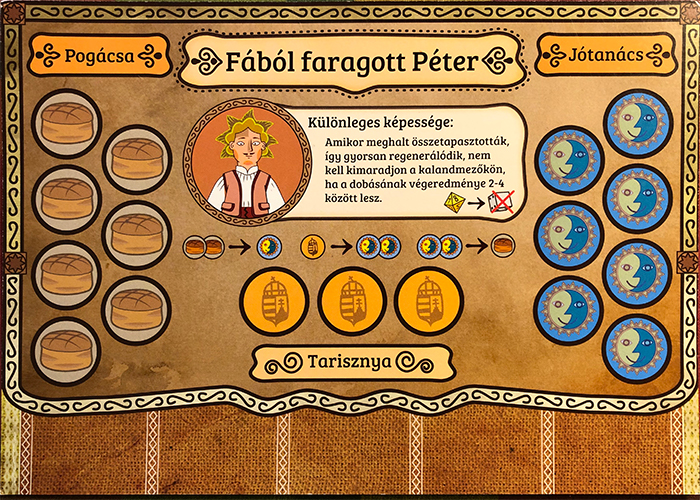 Pogácsa
Fából faragott Péter
Jótanács
Különleges képessége:
Amikor meghalt összetapasztották,
így gyorsan regenerálódik, nem
kell kimaradjon a kalandmezőkön,
ha a dobásának végeredménye 2-4
között lesz.
Tarisznya